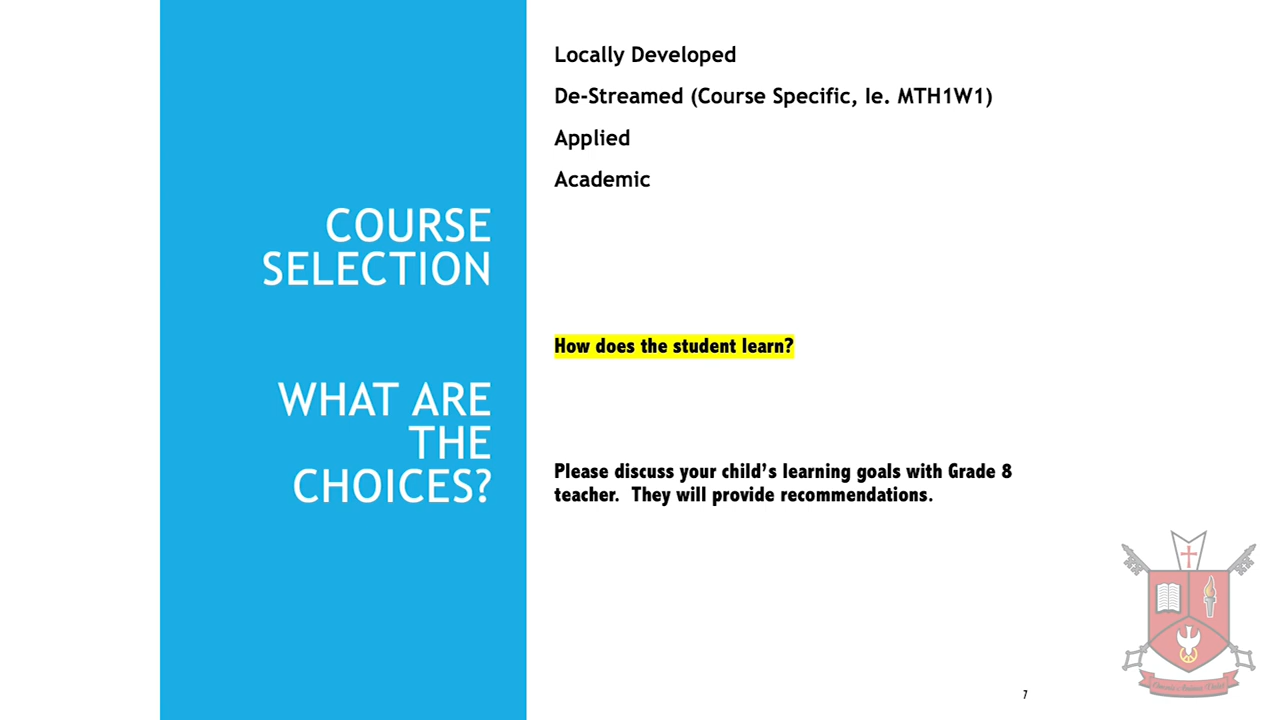 COURSE
SELECTION
WHAT ARE
THE
CHOICES?
Locally Developed
De-Streamed (Course Specific, Ie. MTH1W1)
Applied
Academic
How does the student learn?
Please discuss your child's learning goals with Grade 8
teacher.  They will provide recommendations.
7